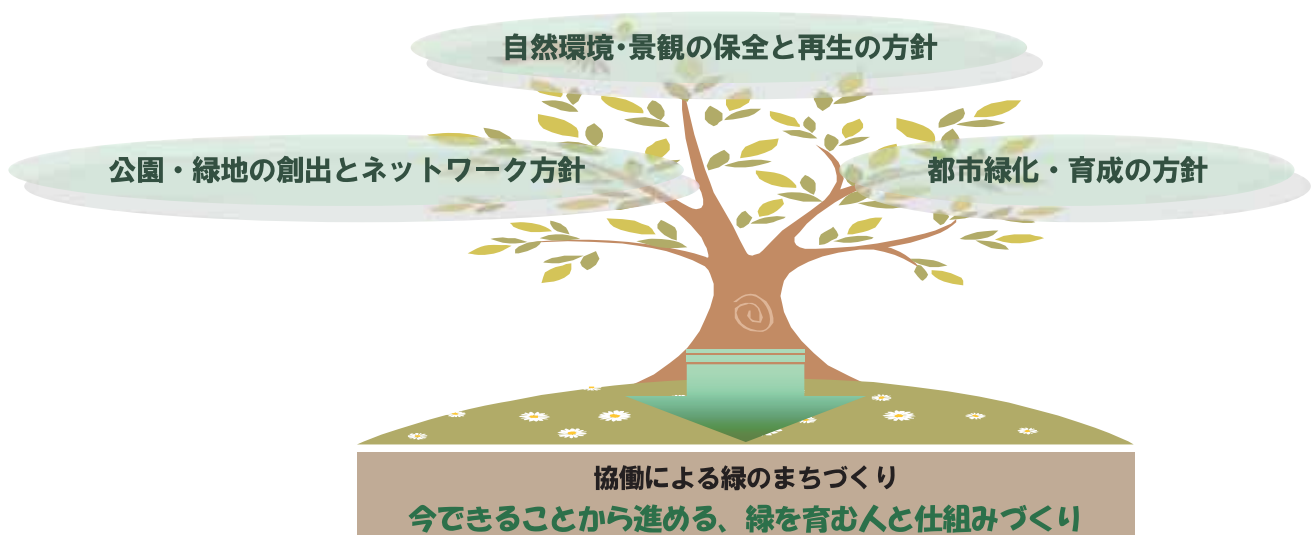 自然環境・景観の保全と再生の方針
公園・緑地の創出とネットワーク方針
都市緑化・育成の方針
協働による緑のまちづくり
今できることから進める、緑を育む人と仕組みづくり